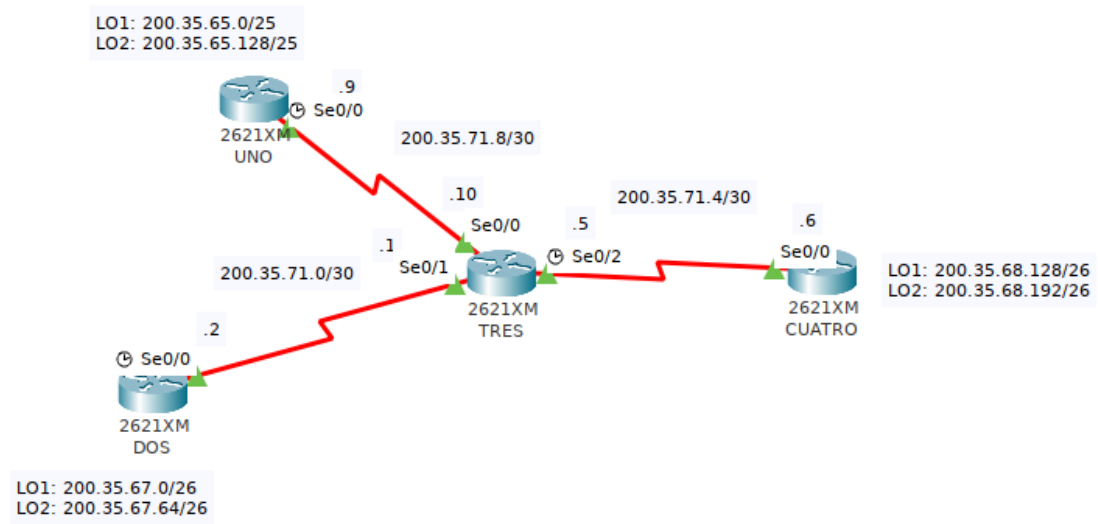 LO1: 200.35.65.0/25
LO2: 200.35.65.128/25
.9
Se0/0
2621XM
UNO
200.35.71.8/30
.10
Se0/0
200.35.71.4/30
.5
Se0/2
.6
Se0/0
.1
Se0/1
200.35.71.0/30
2621XM
TRES
2621XM
CUATRO
LO1: 200.35.68.128/26
LO2: 200.35.68.192/26
.2
Se0/0
2621XM
DOS
LO1: 200.35.67.0/26
LO2: 200.35.67.64/26